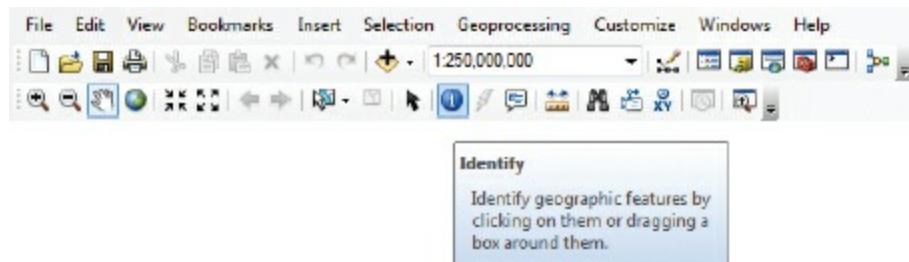 File Edit View Bookmarks Insert Selection Geoprocessing Customize Windows Help
1:250,000,000
XY
Identify
Identify geographic features by
clicking on them or dragging a
box around them.